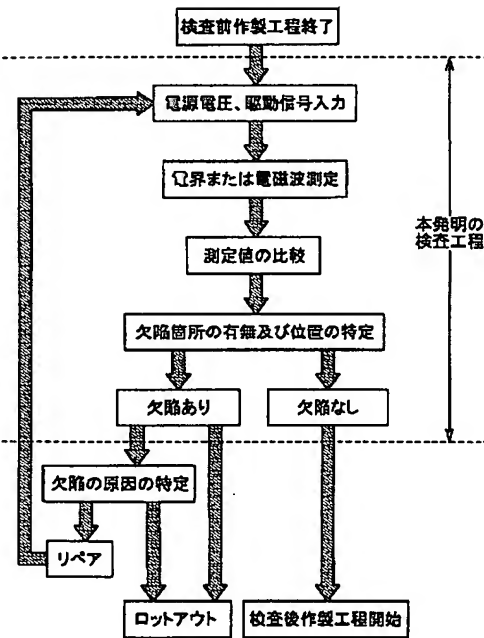 検査前作製工程終了
電源電圧、駆動信号入力
電界または電磁波測定
本発明の
検査工程
測定値の比較
欠陥箇所の有無及び位置の特定
欠陥あり
欠陥なし
欠陥の原因の特定
リペア
ロットアウト
検査後作製工程開始